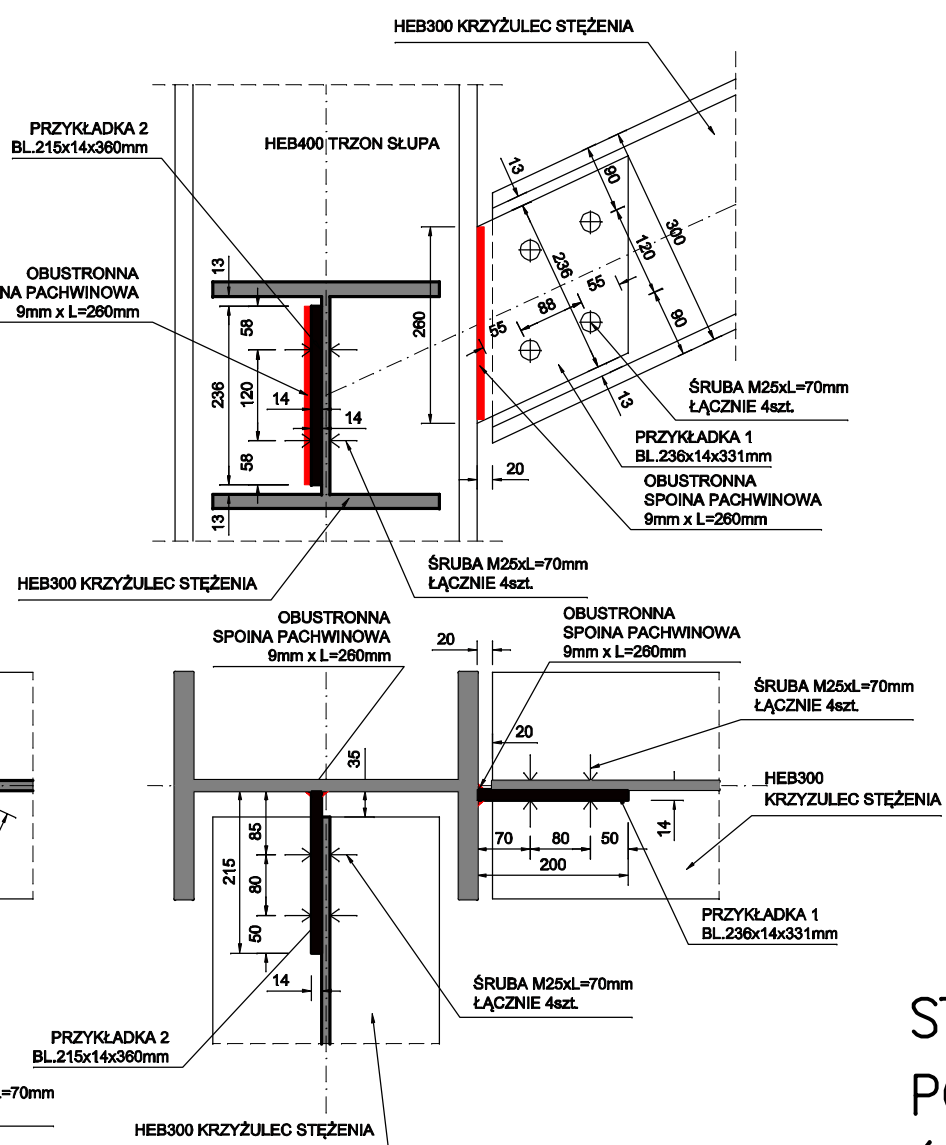 HEB300 KRZYŻULEC STĘŻENIA
PRZYKŁADKA 2
BL.215x14x360mm
HEB400 TRZON SŁUPA
13
90
300
120
236
55
88
55
90
13
260
OBUSTRONNA
NA PACHWINOWA
9mm x L=260mm
13
58
236
120
14
14
58
13
ŚRUBA M25xL=70mm
ŁĄCZNIE 4szt.
PRZYKŁADKA 1
BL.236x14x331mm
20
OBUSTRONNA
SPOINA PACHWINOWA
9mm x L=260mm
HEB300 KRZYŻULEC STĘŻENIA
ŚRUBA M25xL=70mm
ŁĄCZNIE 4szt.
OBUSTRONNA
SPOINA PACHWINOWA
9mm x L=260mm
20
OBUSTRONNA
SPOINA PACHWINOWA
9mm x L=260mm
ŚRUBA M25xL=70mm
ŁĄCZNIE 4szt.
20
35
HEB300
KRZYZULEC STĘŻENIA
85
215
80
50
14
70
80
50
200
14
PRZYKŁADKA 1
BL.236x14x331mm
ŚRUBA M25xL=70mm
ŁĄCZNIE 4szt.
PRZYKŁADKA 2
BL.215x14x360mm
L=70mm
HEB300 KRZYŻULEC STĘŻENIA
ST
PO